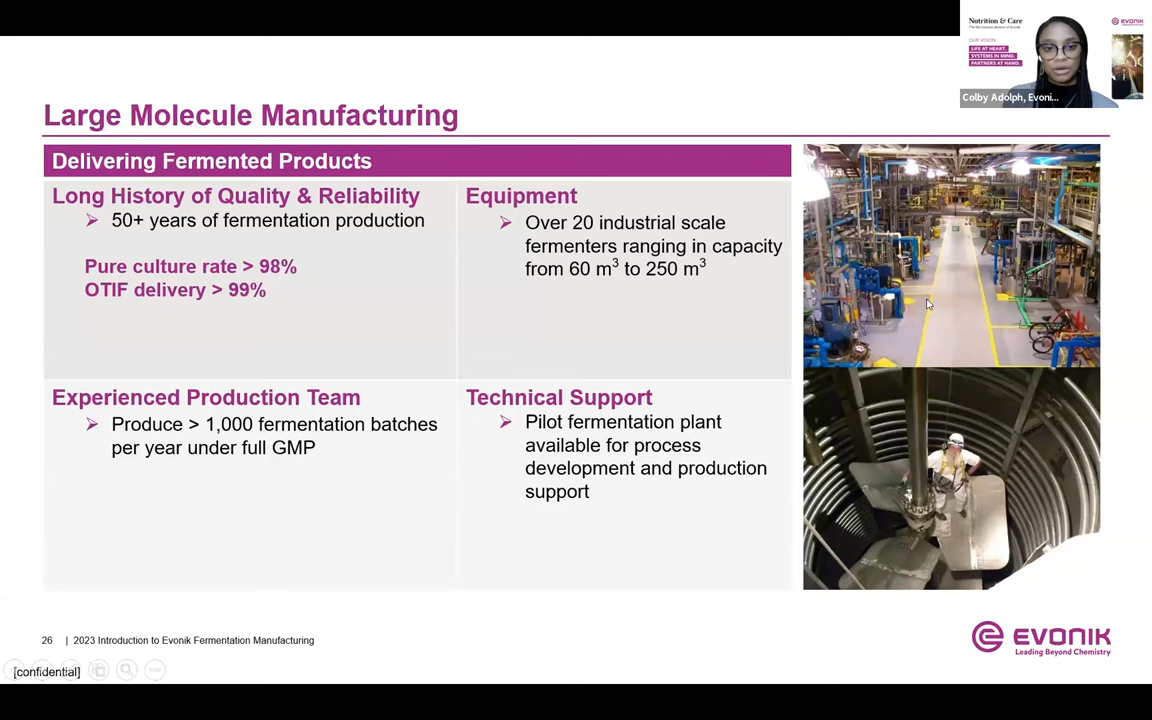 Nutrition & Care
EVONIK
OUR VISION
LIFE AT HEART.
SYSTEMS IN MIND.
PARTNERS AT HAND.
Colby Adolph, Evoni...
Large Molecule Manufacturing
Delivering Fermented Products
Long History of Quality & Reliability
50+ years of fermentation production
Pure culture rate > 98%
OTIF delivery > 99%
Equipment
Over 20 industrial scale
fermenters ranging in capacity
from 60 m³ to 250 m³
Experienced Production Team
Produce > 1,000 fermentation batches
per year under full GMP
Technical Support
Pilot fermentation plant
available for process
development and production
support
26 | 2023 Introduction to Evonik Fermentation Manufacturing
EVONIK
Leading Beyond Chemistry
[confidential]